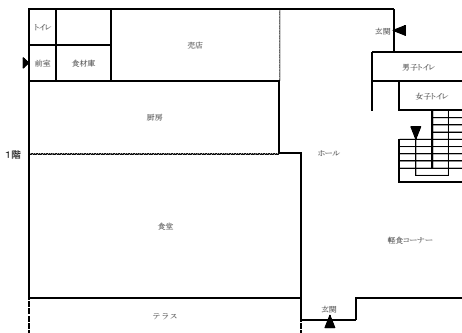 トイレ
売店
玄関
前室
食材庫
男子トイレ
女子トイレ
厨房
1階
ホール
食堂
軽食コーナー
テラス
玄関